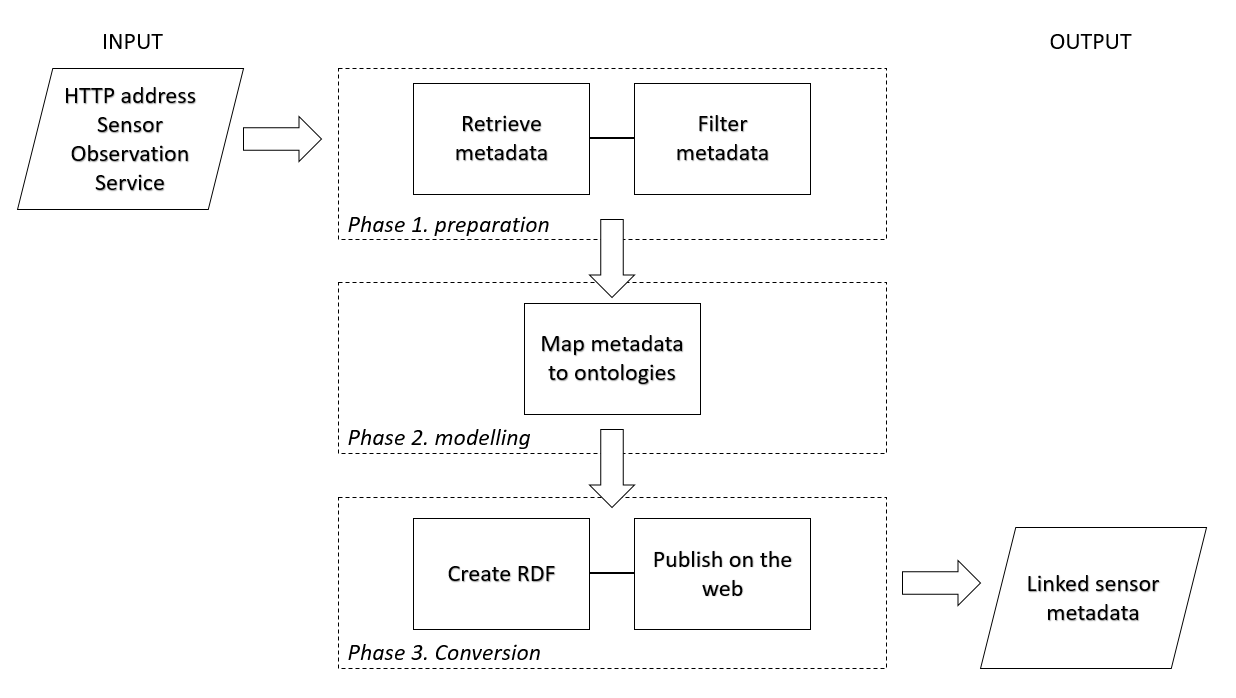 INPUT
OUTPUT
HTTP address
Sensor
Observation
Service
Retrieve
metadata
Filter
metadata
Phase 1. preparation
Map metadata
to ontologies
Phase 2. modelling
Create RDF
Publish on the
web
Phase 3. Conversion
Linked sensor
metadata